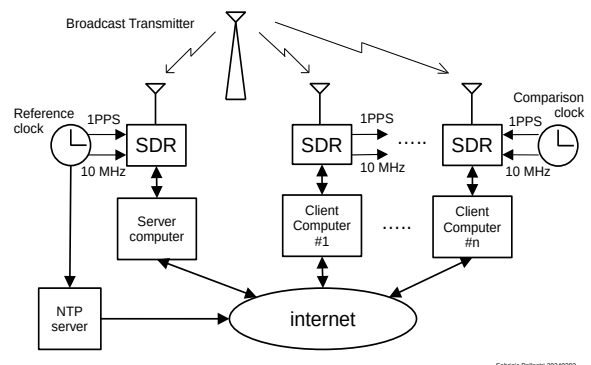 Broadcast Transmitter
Reference
clock
1PPS
10 MHz
SDR
SDR
1PPS
10 MHz
.....
SDR
1PPS
10 MHz
Comparison
clock
Server
computer
Client
Computer
#1
.....
Client
Computer
#n
NTP
server
internet